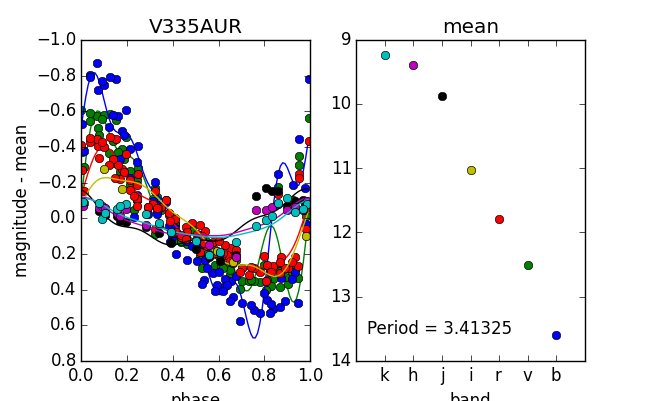 V335AUR
mean
−1.0
−0.8
−0.6
−0.4
−0.2
0.0
0.2
0.4
0.6
0.8
magnitude - mean
0.0 0.2 0.4 0.6 0.8 1.0
phase
9
10
11
12
13
14
Period = 3.41325
k h j i r v b
band